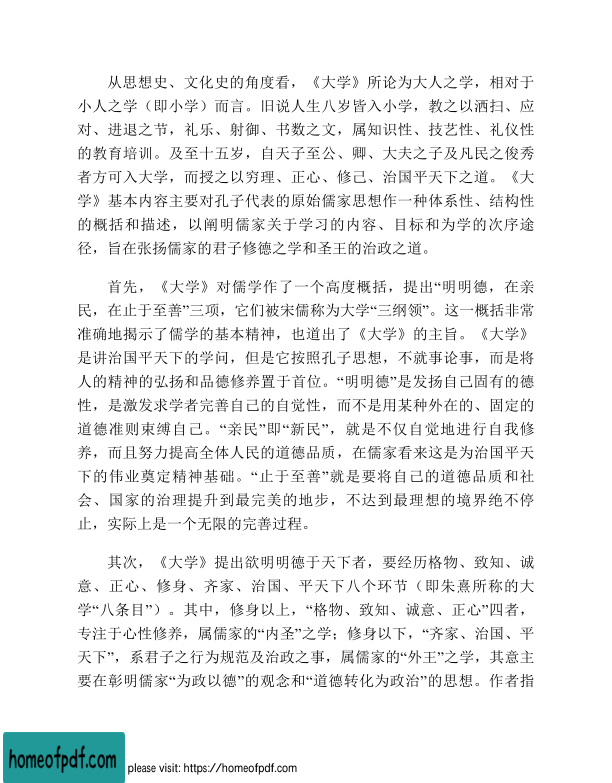 从思想史、文化史的角度看，《大学》所论为大人之学，相对于
小人之学（即小学）而言。旧说人生八岁皆入小学，教之以洒扫、应
对、进退之节，礼乐、射御、书数之文，属知识性、技艺性、礼仪性
的教育培训。及至十五岁，自天子至公、卿、大夫之子及凡民之俊秀
者方可入大学，而授之以穷理、正心、修己、治国平天下之道。《大
学》基本内容主要对孔子代表的原始儒家思想作一种体系性、结构性
的概括和描述，以阐明儒家关于学习的内容、目标和为学的次序途
径，旨在张扬儒家的君子修德之学和圣王的治政之道。
首先，《大学》对儒学作了一个高度概括，提出“明明德，在亲
民，在止于至善”三项，它们被宋儒称为大学“三纲领”。这一概括非常
准确地揭示了儒学的基本精神，也道出了《大学》的主旨。《大学》
是讲治国平天下的学问，但是它按照孔子思想，不就事论事，而是将
人的精神的弘扬和品德修养置于首位。“明明德”是发扬自己固有的德
性，是激发求学者完善自己的自觉性，而不是用某种外在的、固定的
道德准则束缚自己。“亲民”即“新民”，就是不仅自觉地进行自我修
养，而且努力提高全体人民的道德品质，在儒家看来这是为治国平天
下的伟业奠定精神基础。“止于至善”就是要将自己的道德品质和社
会、国家的治理提升到最完美的地步，不达到最理想的境界绝不停
止，实际上是一个无限的完善过程。
其次，《大学》提出欲明明德于天下者，要经历格物、致知、诚
意、正心、修身、齐家、治国、平天下八个环节（即朱熹所称的大
学“八条目”）。其中，修身以上，“格物、致知、诚意、正心”四者，
专注于心性修养，属儒家的“内圣”之学；修身以下，“齐家、治国、平
天下”，系君子之行为规范及治政之事，属儒家的“外王”之学，其意主
要在彰明儒家“为政以德”的观念和“道德转化为政治”的思想。作者指
homeofpdf.com please visit: https://homeofpdf.com